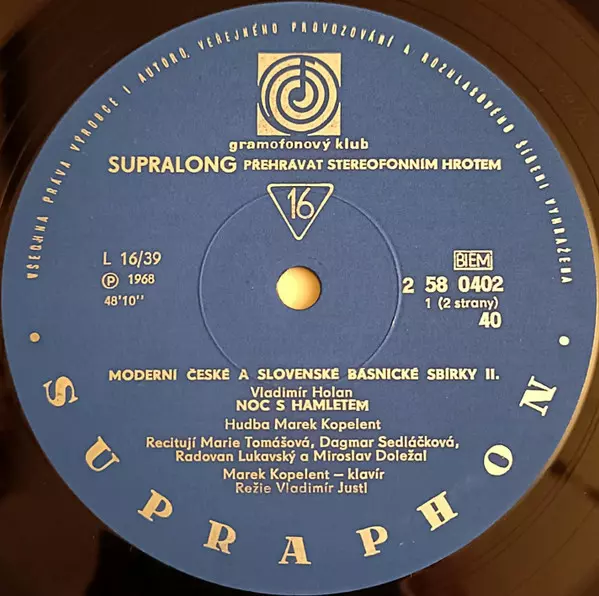 VŠECHNA PRÁVA VÝROBCE I AUTORŮ, VEŘEJNÉHO PROVOZOVÁNÍ A ROZHLASOVÉHO ŠÍŘENÍ VYHRAŽENA
gramofonový klub
SUPRALONG PŘEHRÁVAT STEREOFONNÍM HROTEM
16
L 16/39
Ⓟ 1968
48'10''
BIEM
2 58 0402
1 (2 strany)
40
MODERNÍ ČESKÉ A SLOVENSKÉ BÁSNICKÉ SBÍRKY II.
Vladimír Holan
NOC S HAMLETEM
Hudba Marek Kopelent
Recitují Marie Tomášová, Dagmar Sedláčková,
Radovan Lukavský a Miroslav Doležal
Marek Kopelent – klavír
Režie Vladimír Justl
• SUPRAPHON •